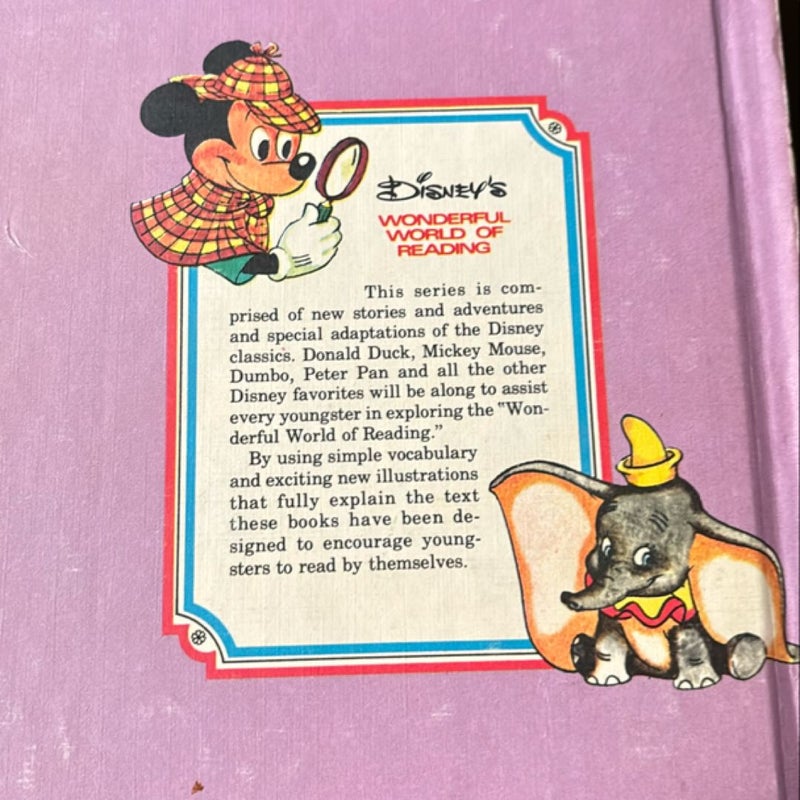 DISNEY'S
WONDERFUL
WORLD OF
READING
This series is com-
prised of new stories and adventures
and special adaptations of the Disney
classics. Donald Duck, Mickey Mouse,
Dumbo, Peter Pan and all the other
Disney favorites will be along to assist
every youngster in exploring the "Won-
derful World of Reading."
By using simple vocabulary
and exciting new illustrations
that fully explain the text
these books have been de-
signed to encourage young-
sters to read by themselves.